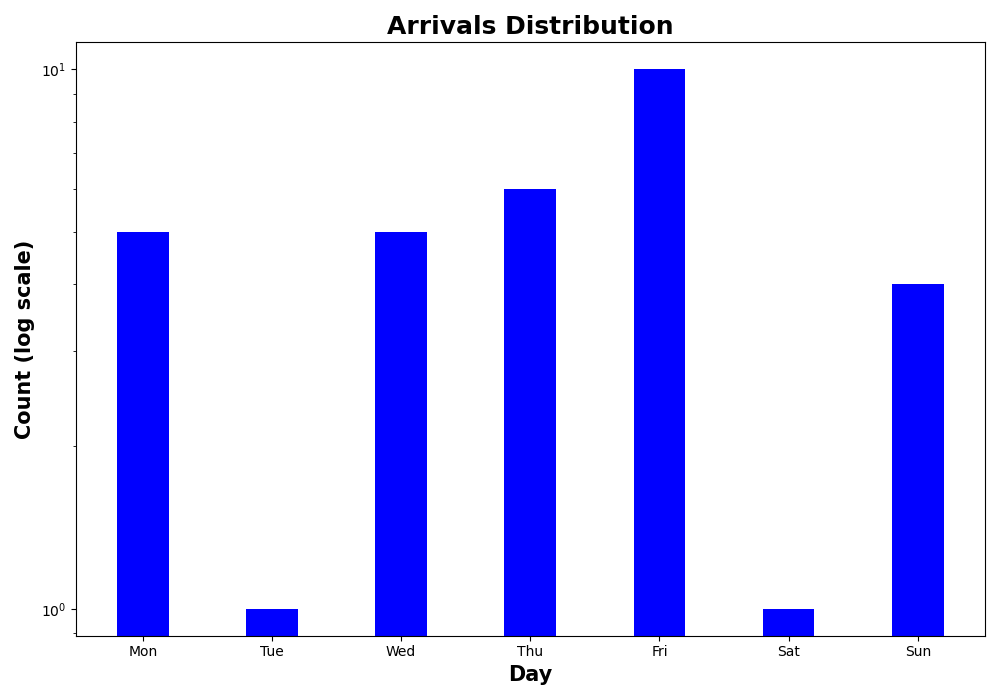 Arrivals Distribution
Count (log scale)
10¹
10⁰
Mon Tue Wed Thu Fri Sat Sun
Day